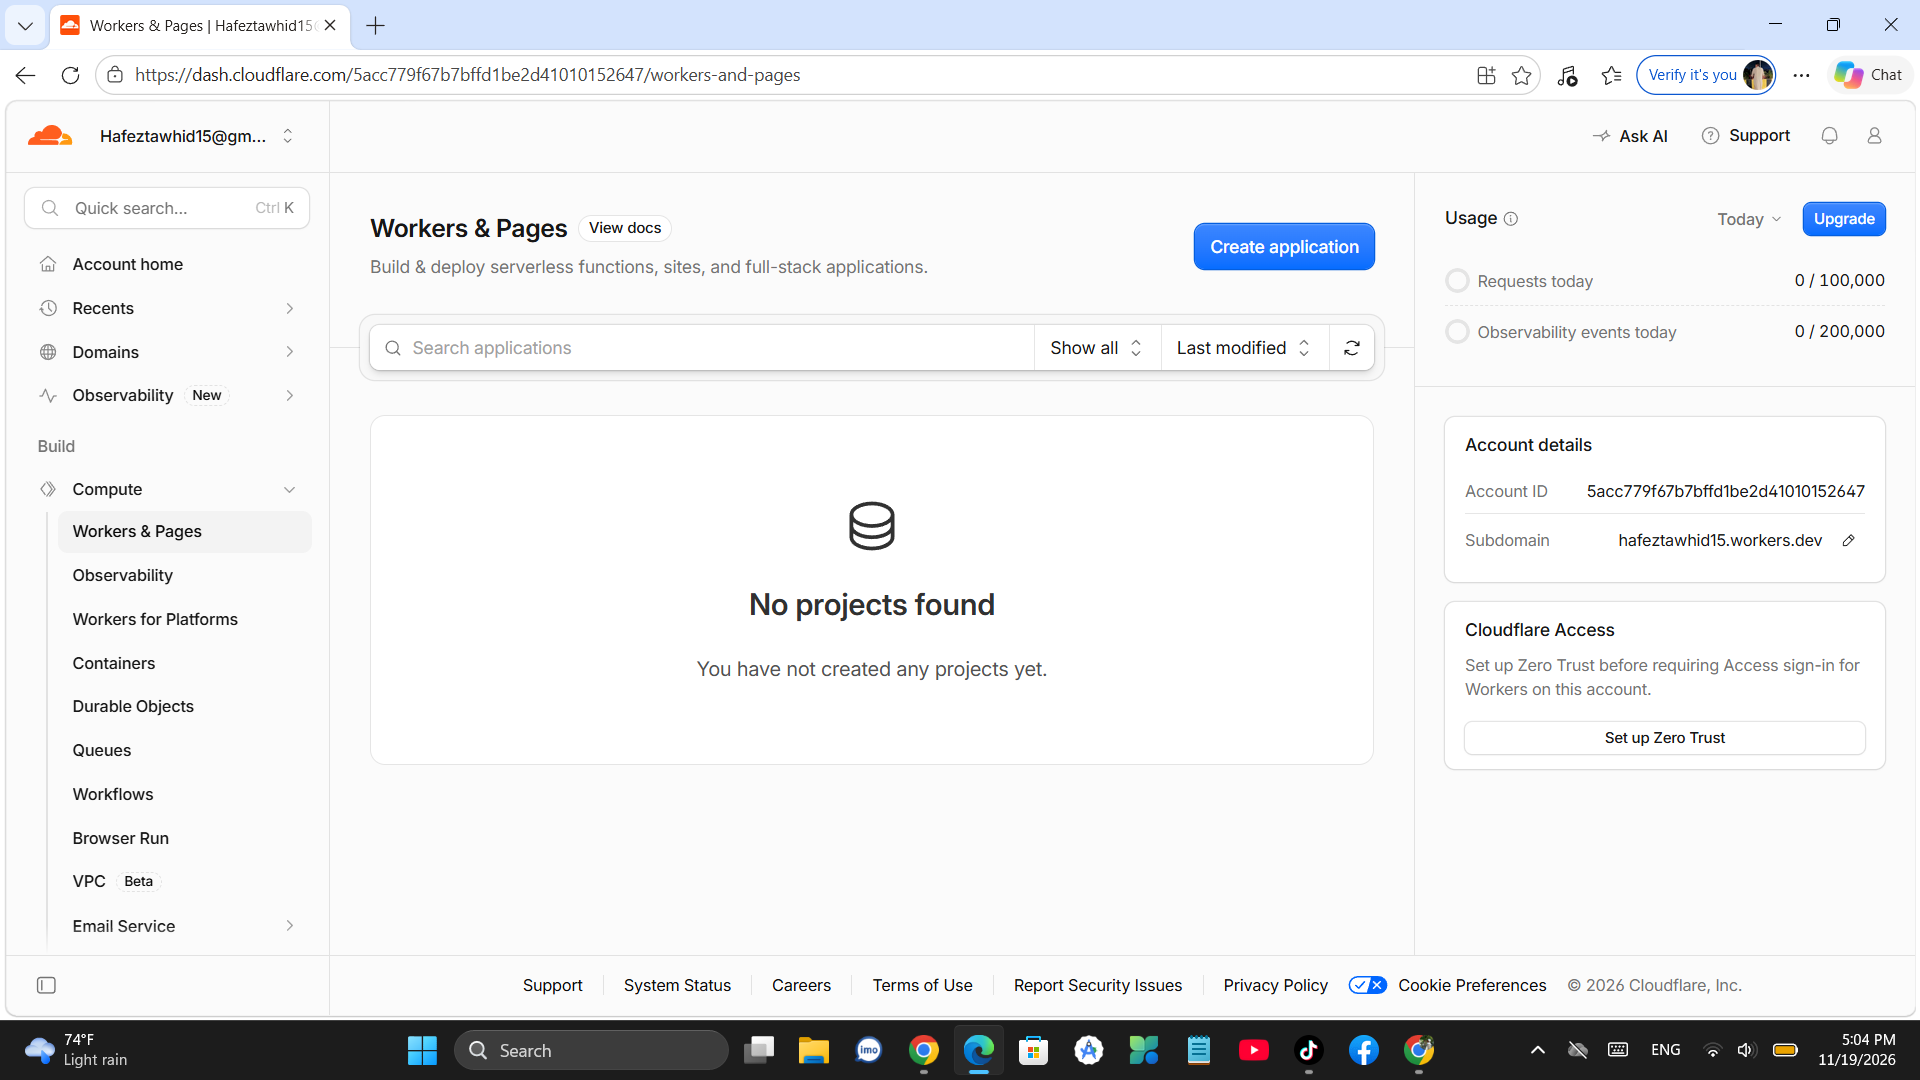 Workers & Pages | Hafeztawhid15
https://dash.cloudflare.com/5acc779f67b7bffd1be2d41010152647/workers-and-pages
Verify it's you
Chat
Hafeztawhid15@gm...
Ask AI
Support
Quick search...
Ctrl K
Account home
Recents
Domains
Observability New
Build
Compute
Workers & Pages
Observability
Workers for Platforms
Containers
Durable Objects
Queues
Workflows
Browser Run
VPC Beta
Email Service
Workers & Pages
View docs
Build & deploy serverless functions, sites, and full-stack applications.
Create application
Search applications
Show all
Last modified
No projects found
You have not created any projects yet.
Usage
Today
Upgrade
Requests today 0 / 100,000
Observability events today 0 / 200,000
Account details
Account ID 5acc779f67b7bffd1be2d41010152647
Subdomain hafeztawhid15.workers.dev
Cloudflare Access
Set up Zero Trust before requiring Access sign-in for
Workers on this account.
Set up Zero Trust
Support
System Status
Careers
Terms of Use
Report Security Issues
Privacy Policy
Cookie Preferences
© 2026 Cloudflare, Inc.
74°F
Light rain
Search
imo
ENG
5:04 PM
11/19/2026